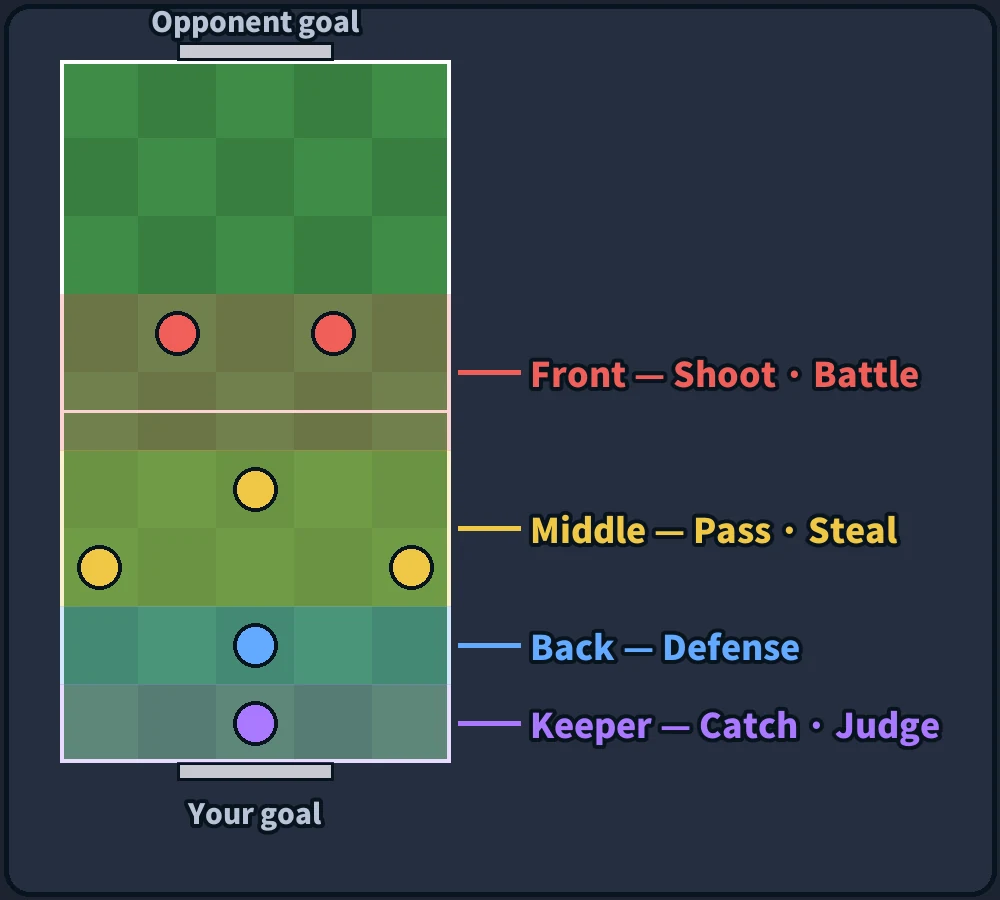 Opponent goal
Front — Shoot · Battle
Middle — Pass · Steal
Back — Defense
Keeper — Catch · Judge
Your goal